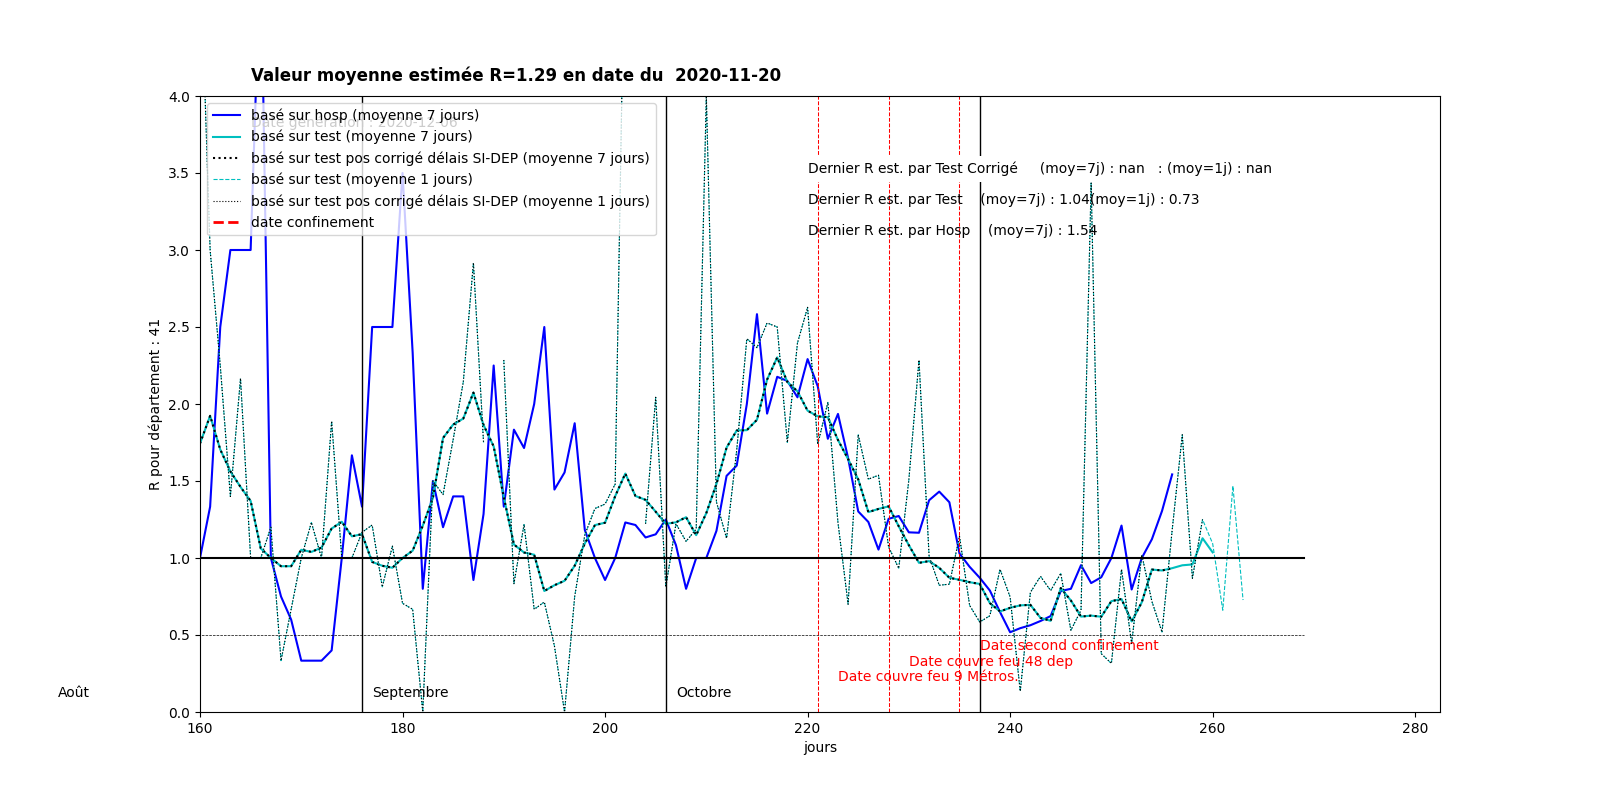 Valeur moyenne estimée R=1.29 en date du  2020-11-20
4.0
3.5
3.0
2.5
2.0
1.5
1.0
0.5
0.0
R pour département : 41
basé sur hosp (moyenne 7 jours)
basé sur test (moyenne 7 jours)
basé sur test pos corrigé délais SI-DEP (moyenne 7 jours)
basé sur test (moyenne 1 jours)
basé sur test pos corrigé délais SI-DEP (moyenne 1 jours)
date confinement
Dernier R est. par Test Corrigé     (moy=7j) : nan   : (moy=1j) : nan
Dernier R est. par Test    (moy=7j) : 1.04(moy=1j) : 0.73
Dernier R est. par Hosp    (moy=7j) : 1.54
Date second confinement
Date couvre feu 48 dep
Date couvre feu 9 Métros.
Août
Septembre
Octobre
160
180
200
220
240
260
280
jours